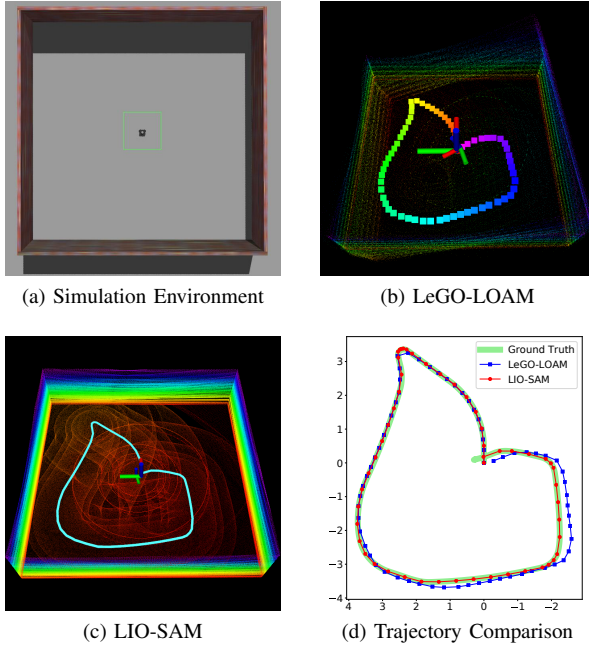 (a) Simulation Environment
(b) LeGO-LOAM
(c) LIO-SAM
Ground Truth
LeGO-LOAM
LIO-SAM
3
2
1
0
−1
−2
−3
−4
4 3 2 1 0 −1 −2
(d) Trajectory Comparison